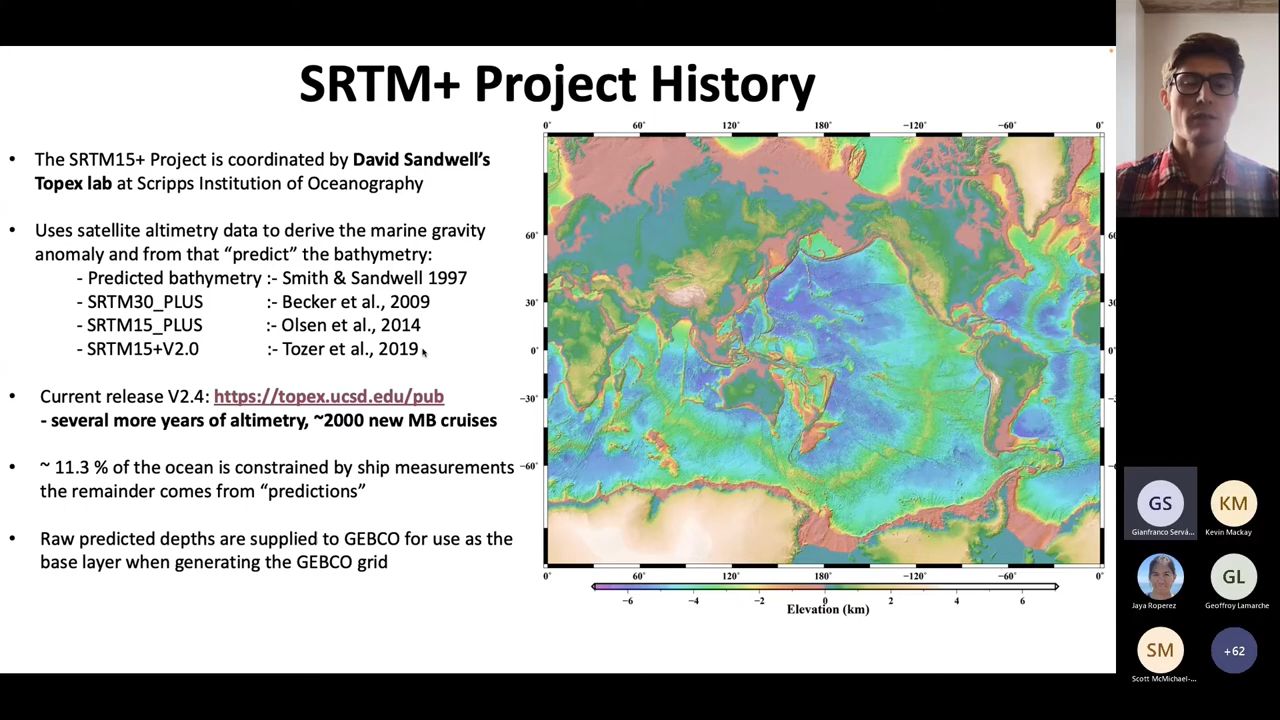 SRTM+ Project History
• The SRTM15+ Project is coordinated by David Sandwell's
Topex lab at Scripps Institution of Oceanography
• Uses satellite altimetry data to derive the marine gravity
anomaly and from that “predict” the bathymetry:
- Predicted bathymetry :- Smith & Sandwell 1997
- SRTM30_PLUS :- Becker et al., 2009
- SRTM15_PLUS :- Olsen et al., 2014
- SRTM15+V2.0 :- Tozer et al., 2019
• Current release V2.4: https://topex.ucsd.edu/pub
- several more years of altimetry, ~2000 new MB cruises
• ~ 11.3 % of the ocean is constrained by ship measurements
the remainder comes from “predictions”
• Raw predicted depths are supplied to GEBCO for use as the
base layer when generating the GEBCO grid
0° 60° 120° 180° −120° −60° 0°
60°
30°
0°
−30°
−60°
0° 60° 120° 180° −120° −60° 0°
−6 −4 −2 0 2 4 6
Elevation (km)
GS KM
Gianfranco Servá... Kevin Mackay
GL
Jaya Roperez Geoffroy Lamarche
SM +62
Scott McMichael-...